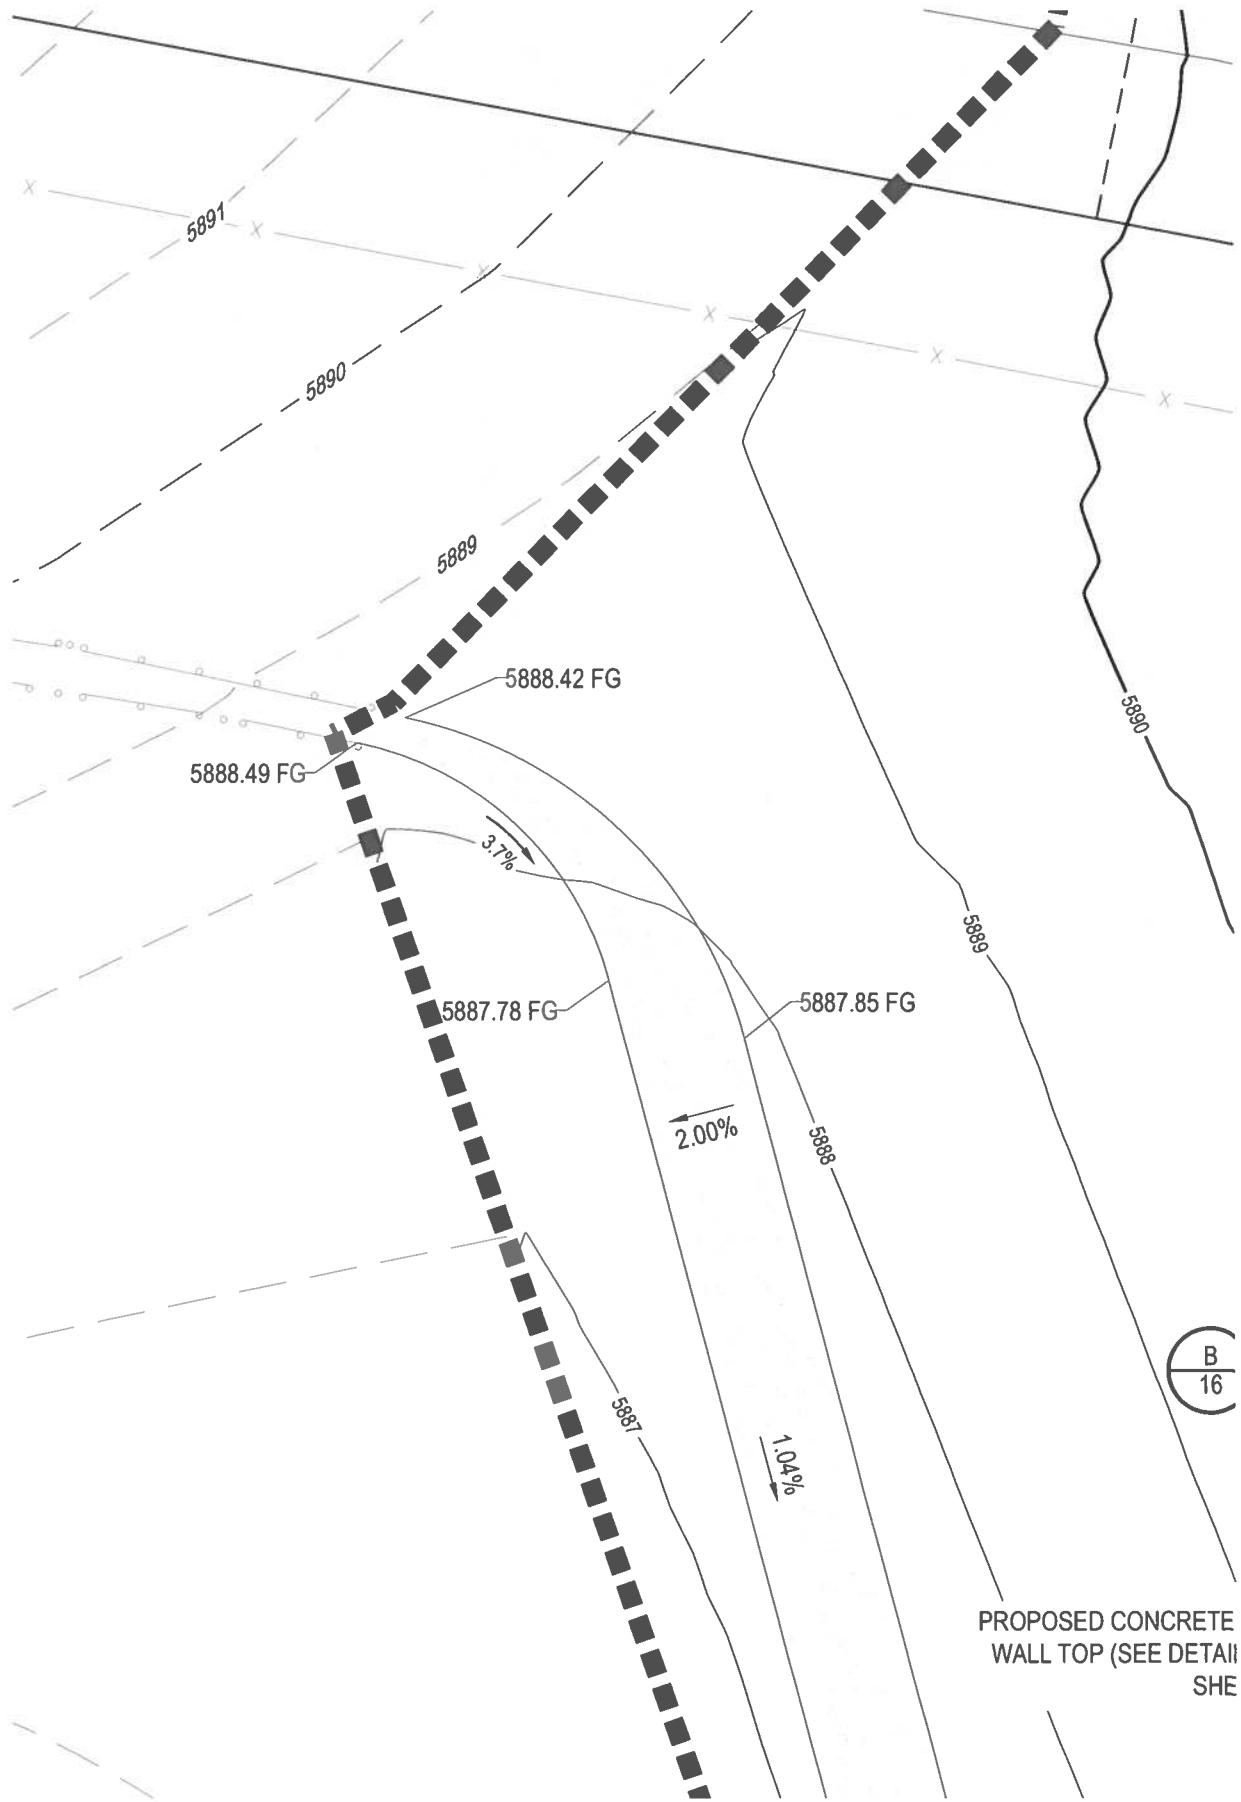 5891
5890
5889
5888.42 FG
5890
5888.49 FG
3.7%
5889
5887.78 FG
5887.85 FG
2.00%
5888
B
16
5887
1.04%
PROPOSED CONCRETE
WALL TOP (SEE DETAI
SHE